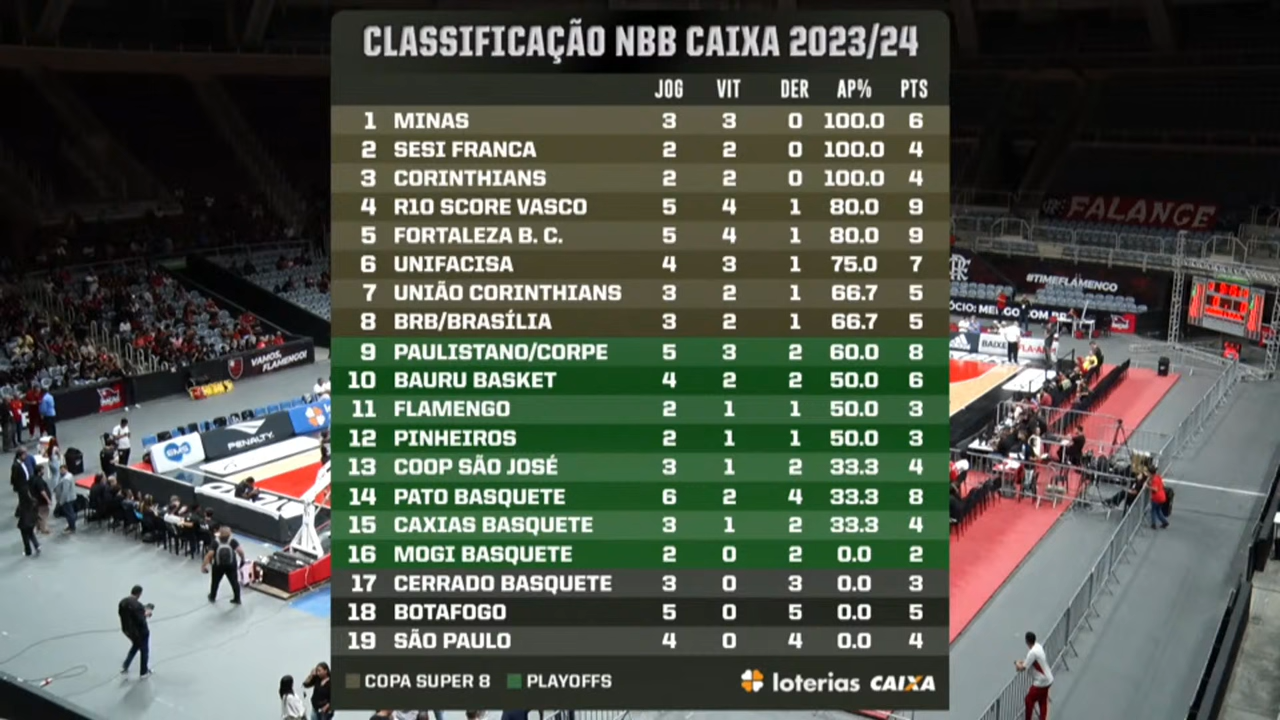 CLASSIFICAÇÃO NBB CAIXA 2023/24
JOG VIT DER AP% PTS
1 MINAS 3 3 0 100.0 6
2 SESI FRANCA 2 2 0 100.0 4
3 CORINTHIANS 2 2 0 100.0 4
4 R10 SCORE VASCO 5 4 1 80.0 9
5 FORTALEZA B. C. 5 4 1 80.0 9
6 UNIFACISA 4 3 1 75.0 7
7 UNIÃO CORINTHIANS 3 2 1 66.7 5
8 BRB/BRASÍLIA 3 2 1 66.7 5
9 PAULISTANO/CORPE 5 3 2 60.0 8
10 BAURU BASKET 4 2 2 50.0 6
11 FLAMENGO 2 1 1 50.0 3
12 PINHEIROS 2 1 1 50.0 3
13 COOP SÃO JOSÉ 3 1 2 33.3 4
14 PATO BASQUETE 6 2 4 33.3 8
15 CAXIAS BASQUETE 3 1 2 33.3 4
16 MOGI BASQUETE 2 0 2 0.0 2
17 CERRADO BASQUETE 3 0 3 0.0 3
18 BOTAFOGO 5 0 5 0.0 5
19 SÃO PAULO 4 0 4 0.0 4
COPA SUPER 8 PLAYOFFS loterias CAIXA
FALANGE
#TIMEFLAMENGO
VAMOS, FLAMENGO!
EMS
PENALTY